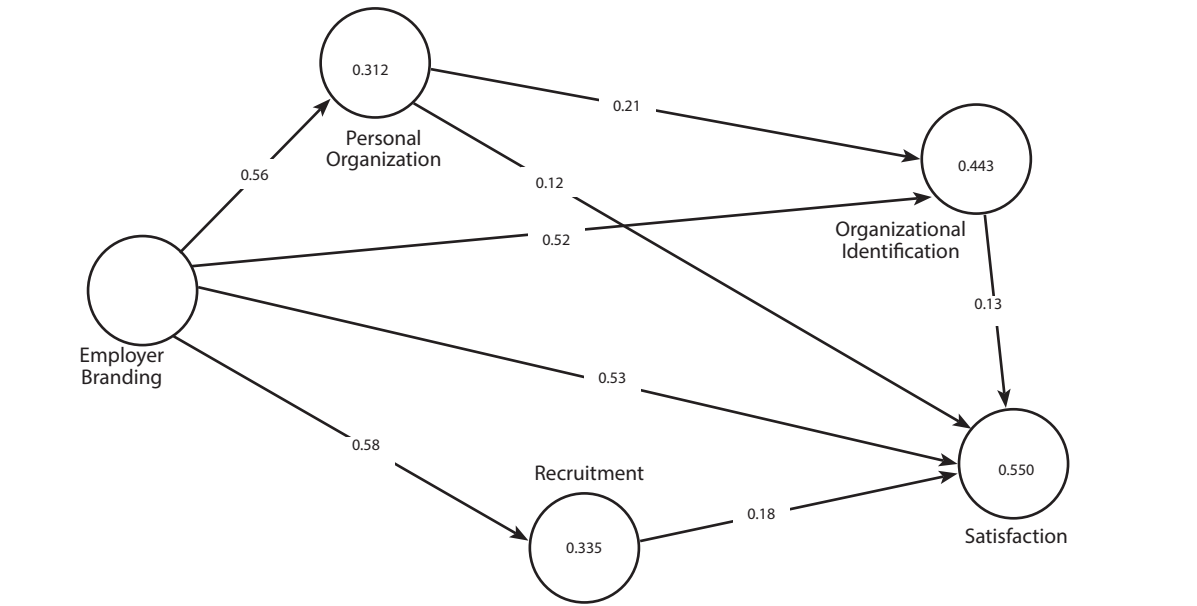 0.312
Personal
Organization
0.21
0.443
Organizational
Identification
0.56
0.12
0.52
0.13
Employer
Branding
0.53
0.58
Recruitment
0.335
0.18
0.550
Satisfaction